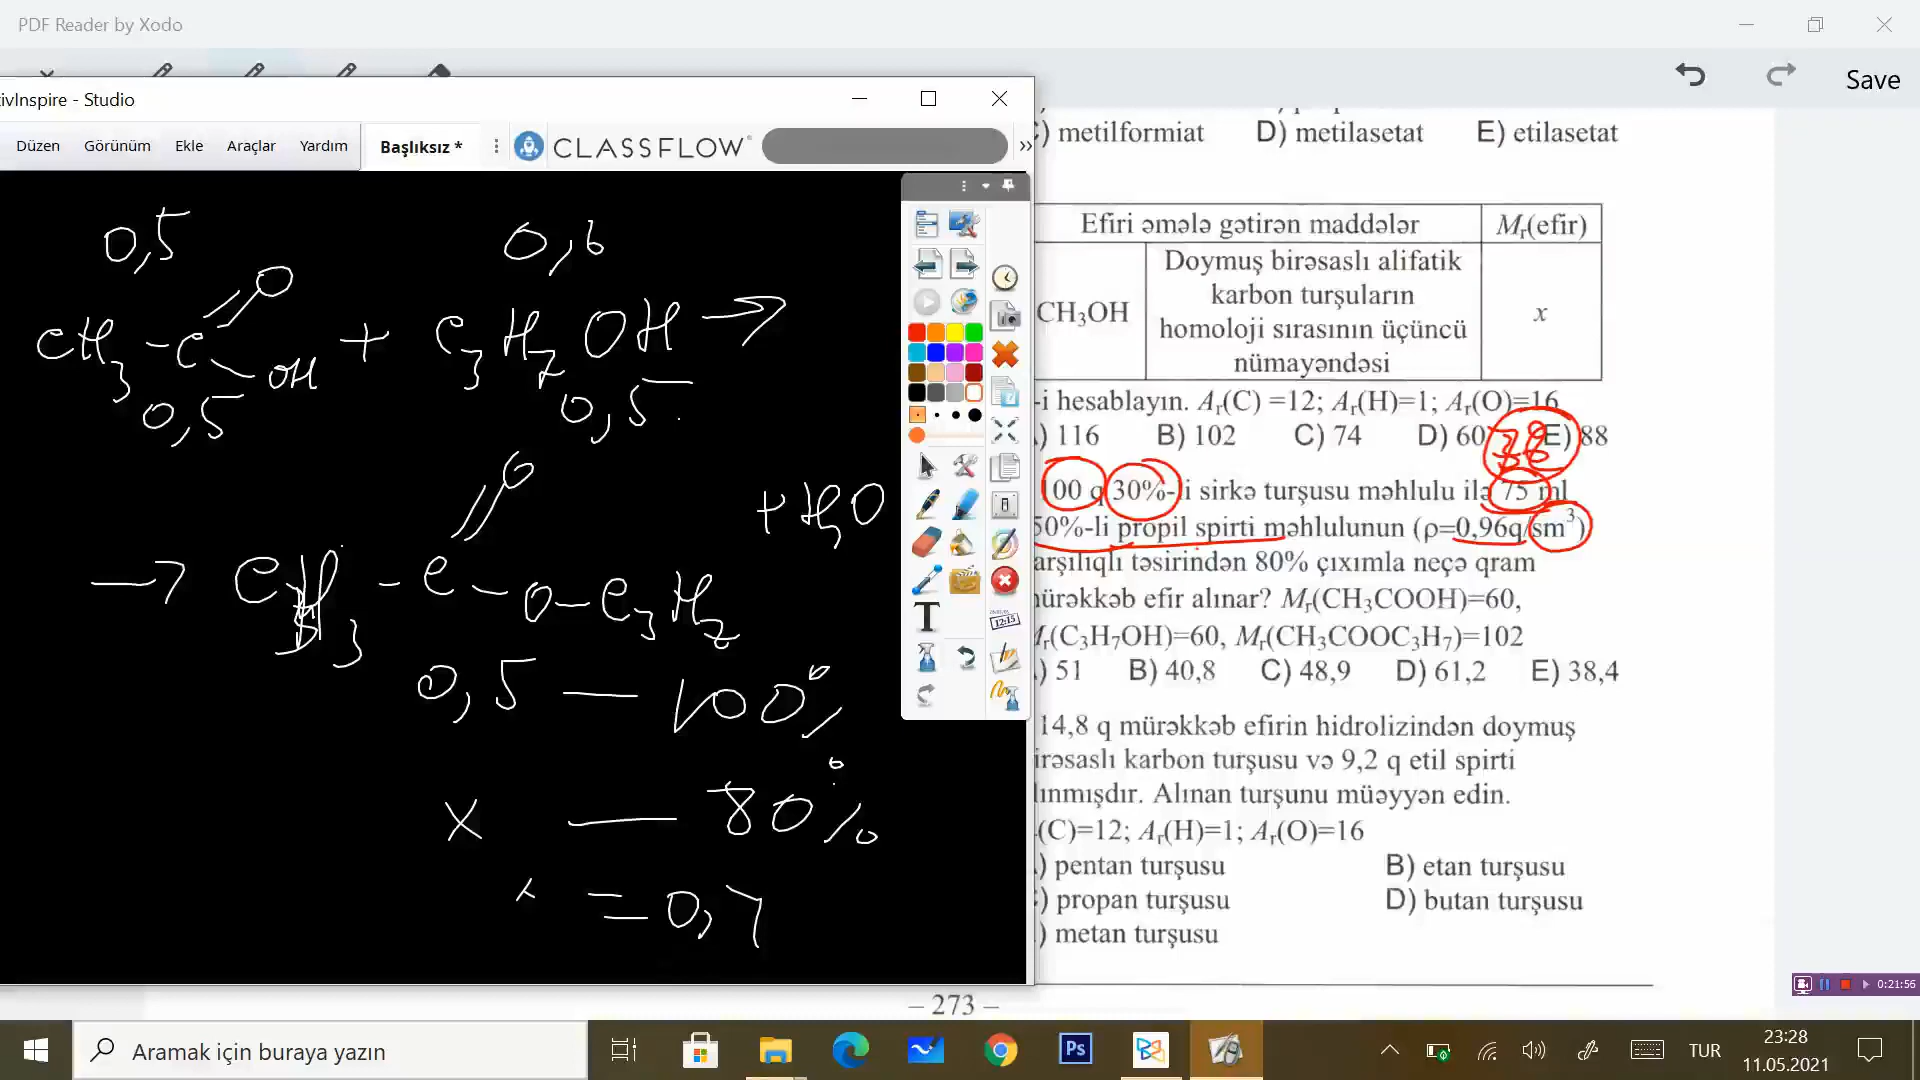 PDF Reader by Xodo
Save
ivInspire - Studio
Düzen Görünüm Ekle Araçlar Yardım Başlıksız * CLASSFLOW
0,5 0,6
CH3-C O OH + C3H7OH →
0,5 0,5
→ CH3 - C O - O - C3H7 + H2O
0,5 — 100%
x — 80%
x = 0,4
) metilformiat D) metilasetat E) etilasetat
Efiri əmələ gətirən maddələr Mr(efir)
CH3OH Doymuş birəsaslı alifatik karbon turşuların homoloji sırasının üçüncü nümayəndəsi x
-i hesablayın. Ar(C) =12; Ar(H)=1; Ar(O)=16
) 116 B) 102 C) 74 D) 60 E) 88
100 q 30%-li sirkə turşusu məhlulu ilə 75 ml
50%-li propil spirti məhlulunun (ρ=0,96q/sm3)
arşılıqlı təsirindən 80% çıxımla neçə qram
ürəkkəb efir alınar? Mr(CH3COOH)=60,
r(C3H7OH)=60, Mr(CH3COOC3H7)=102
) 51 B) 40,8 C) 48,9 D) 61,2 E) 38,4
14,8 q mürəkkəb efirin hidrolizindən doymuş
irəsaslı karbon turşusu və 9,2 q etil spirti
lınmışdır. Alınan turşunu müəyyən edin.
(C)=12; Ar(H)=1; Ar(O)=16
) pentan turşusu B) etan turşusu
) propan turşusu D) butan turşusu
) metan turşusu
– 273 –
0:21:56
Aramak için buraya yazın
Ps
TUR
23:28
11.05.2021